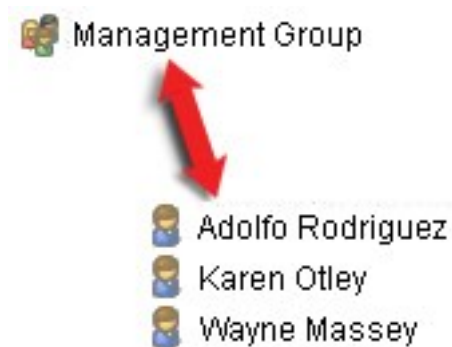 Management Group
Adolfo Rodriguez
Karen Otley
Wayne Massey